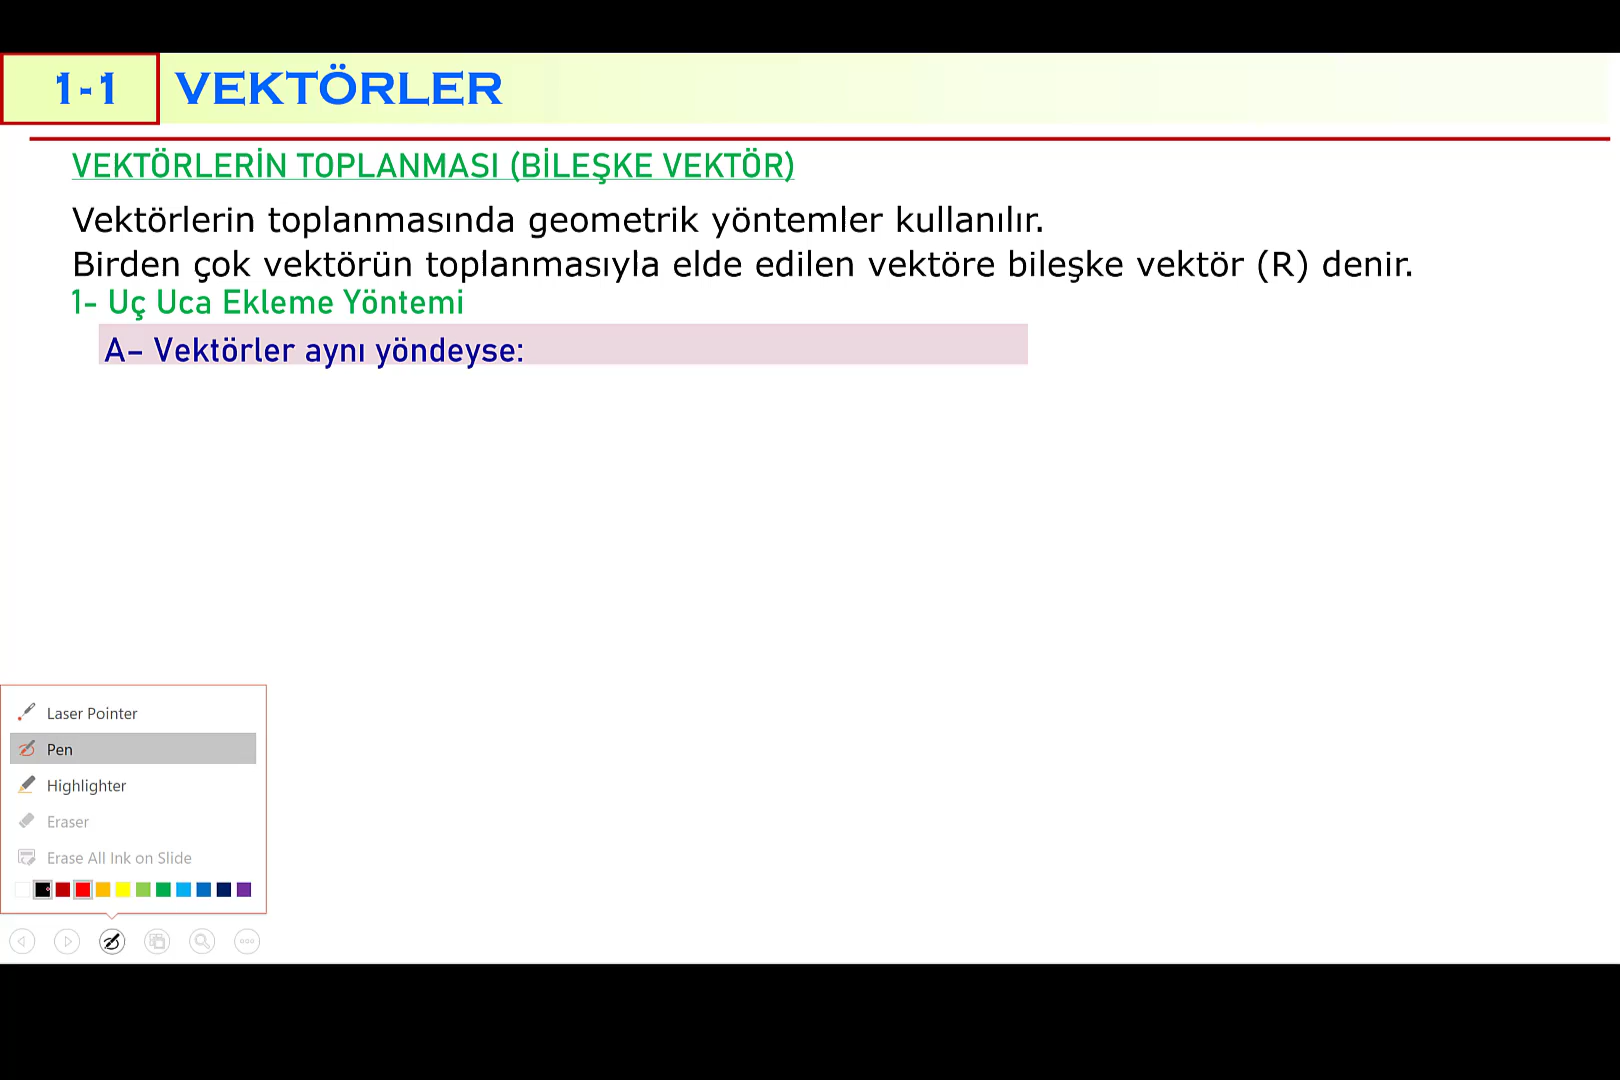 1-1 VEKTÖRLER
VEKTÖRLERİN TOPLANMASI (BİLEŞKE VEKTÖR)
Vektörlerin toplanmasında geometrik yöntemler kullanılır.
Birden çok vektörün toplanmasıyla elde edilen vektöre bileşke vektör (R) denir.
1- Uç Uca Ekleme Yöntemi
A- Vektörler aynı yöndeyse:
Laser Pointer
Pen
Highlighter
Eraser
Erase All Ink on Slide